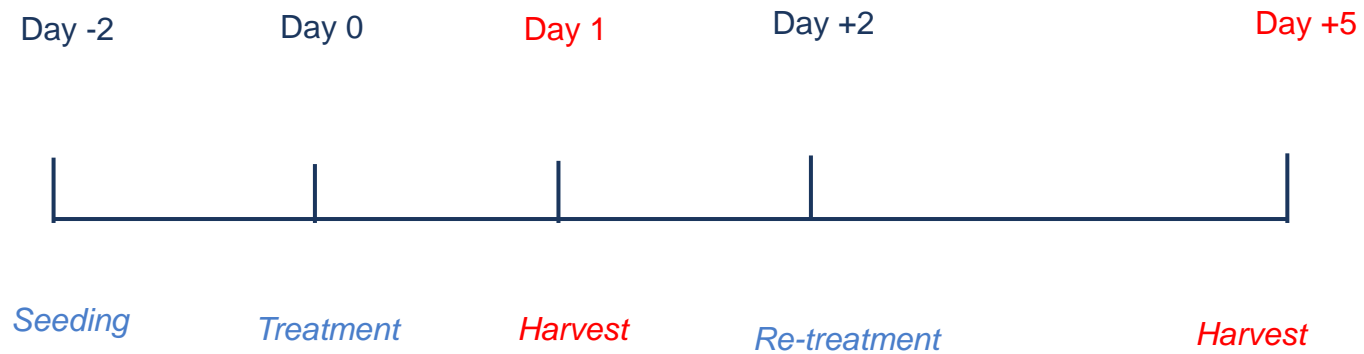 Day -2
Day 0
Day 1
Day +2
Day +5
Seeding
Treatment
Harvest
Re-treatment
Harvest